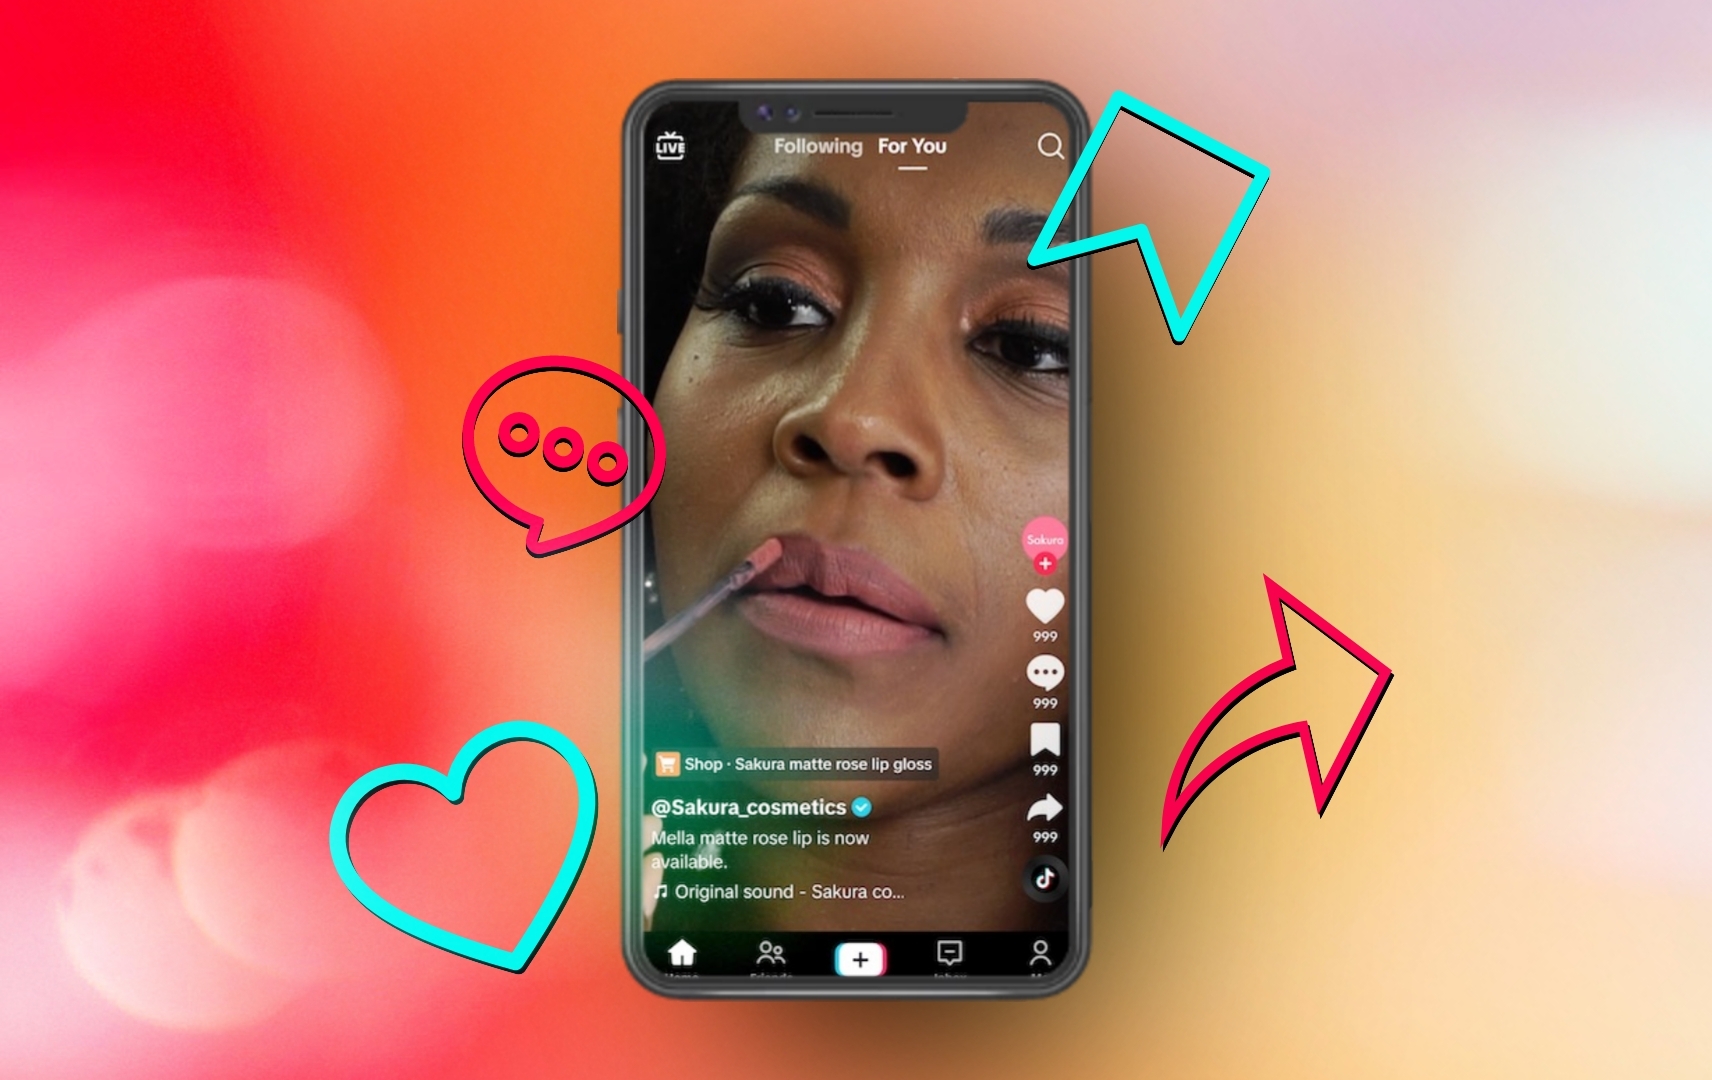 LIVE
Following For You
Sakura
999
999
999
999
Shop · Sakura matte rose lip gloss
@Sakura_cosmetics
Mella matte rose lip is now
available.
Original sound - Sakura co...